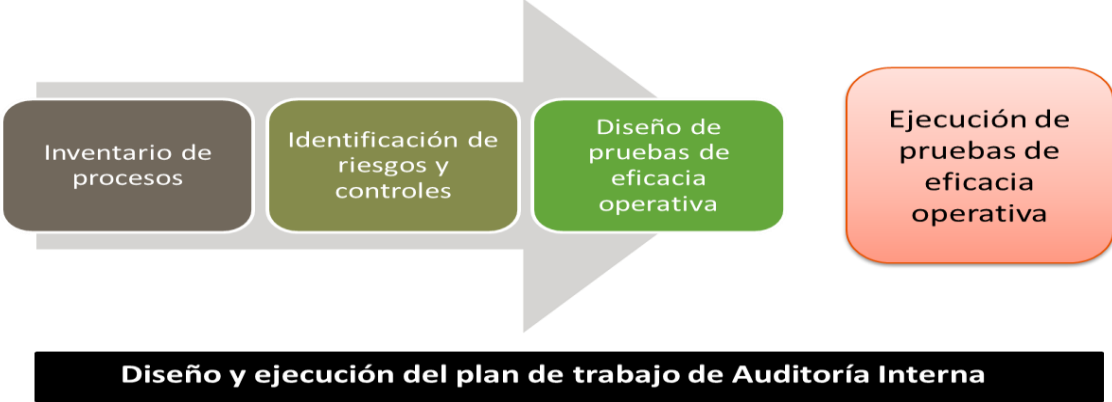 Inventario de
procesos
Identificación de
riesgos y
controles
Diseño de
pruebas de
eficacia
operativa
Ejecución de
pruebas de
eficacia
operativa
Diseño y ejecución del plan de trabajo de Auditoría Interna